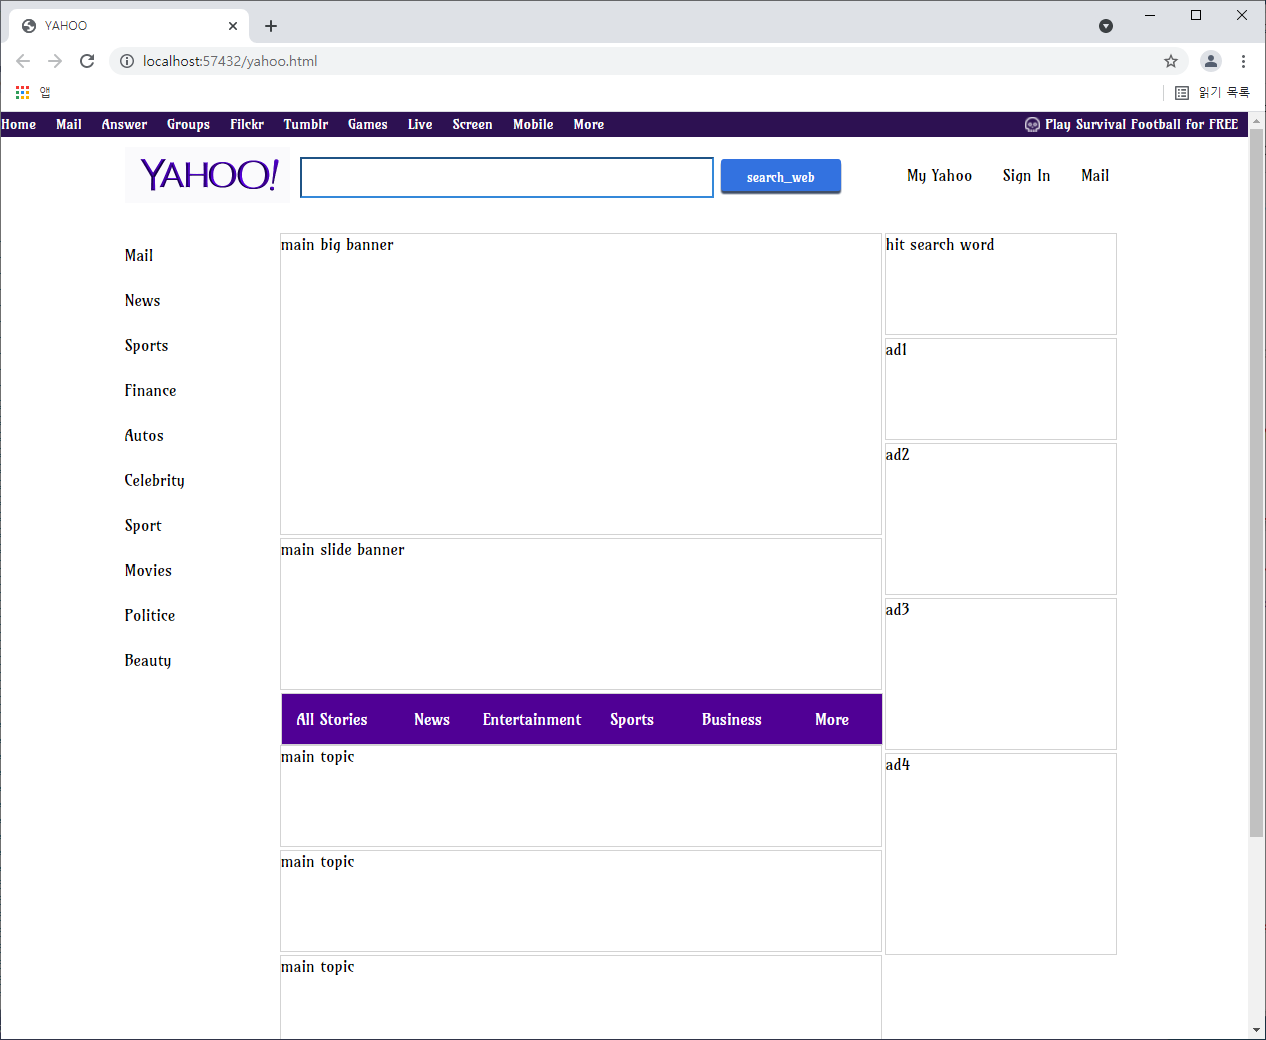 YAHOO
localhost:57432/yahoo.html
앱 읽기 목록
Home Mail Answer Groups Filckr Tumblr Games Live Screen Mobile More Play Survival Football for FREE
YAHOO! search_web My Yahoo Sign In Mail
main big banner
hit search word
Mail
News
Sports
ad1
Finance
Autos
ad2
Celebrity
Sport
main slide banner
Movies
ad3
Politice
Beauty
All Stories News Entertainment Sports Business More
main topic
ad4
main topic
main topic